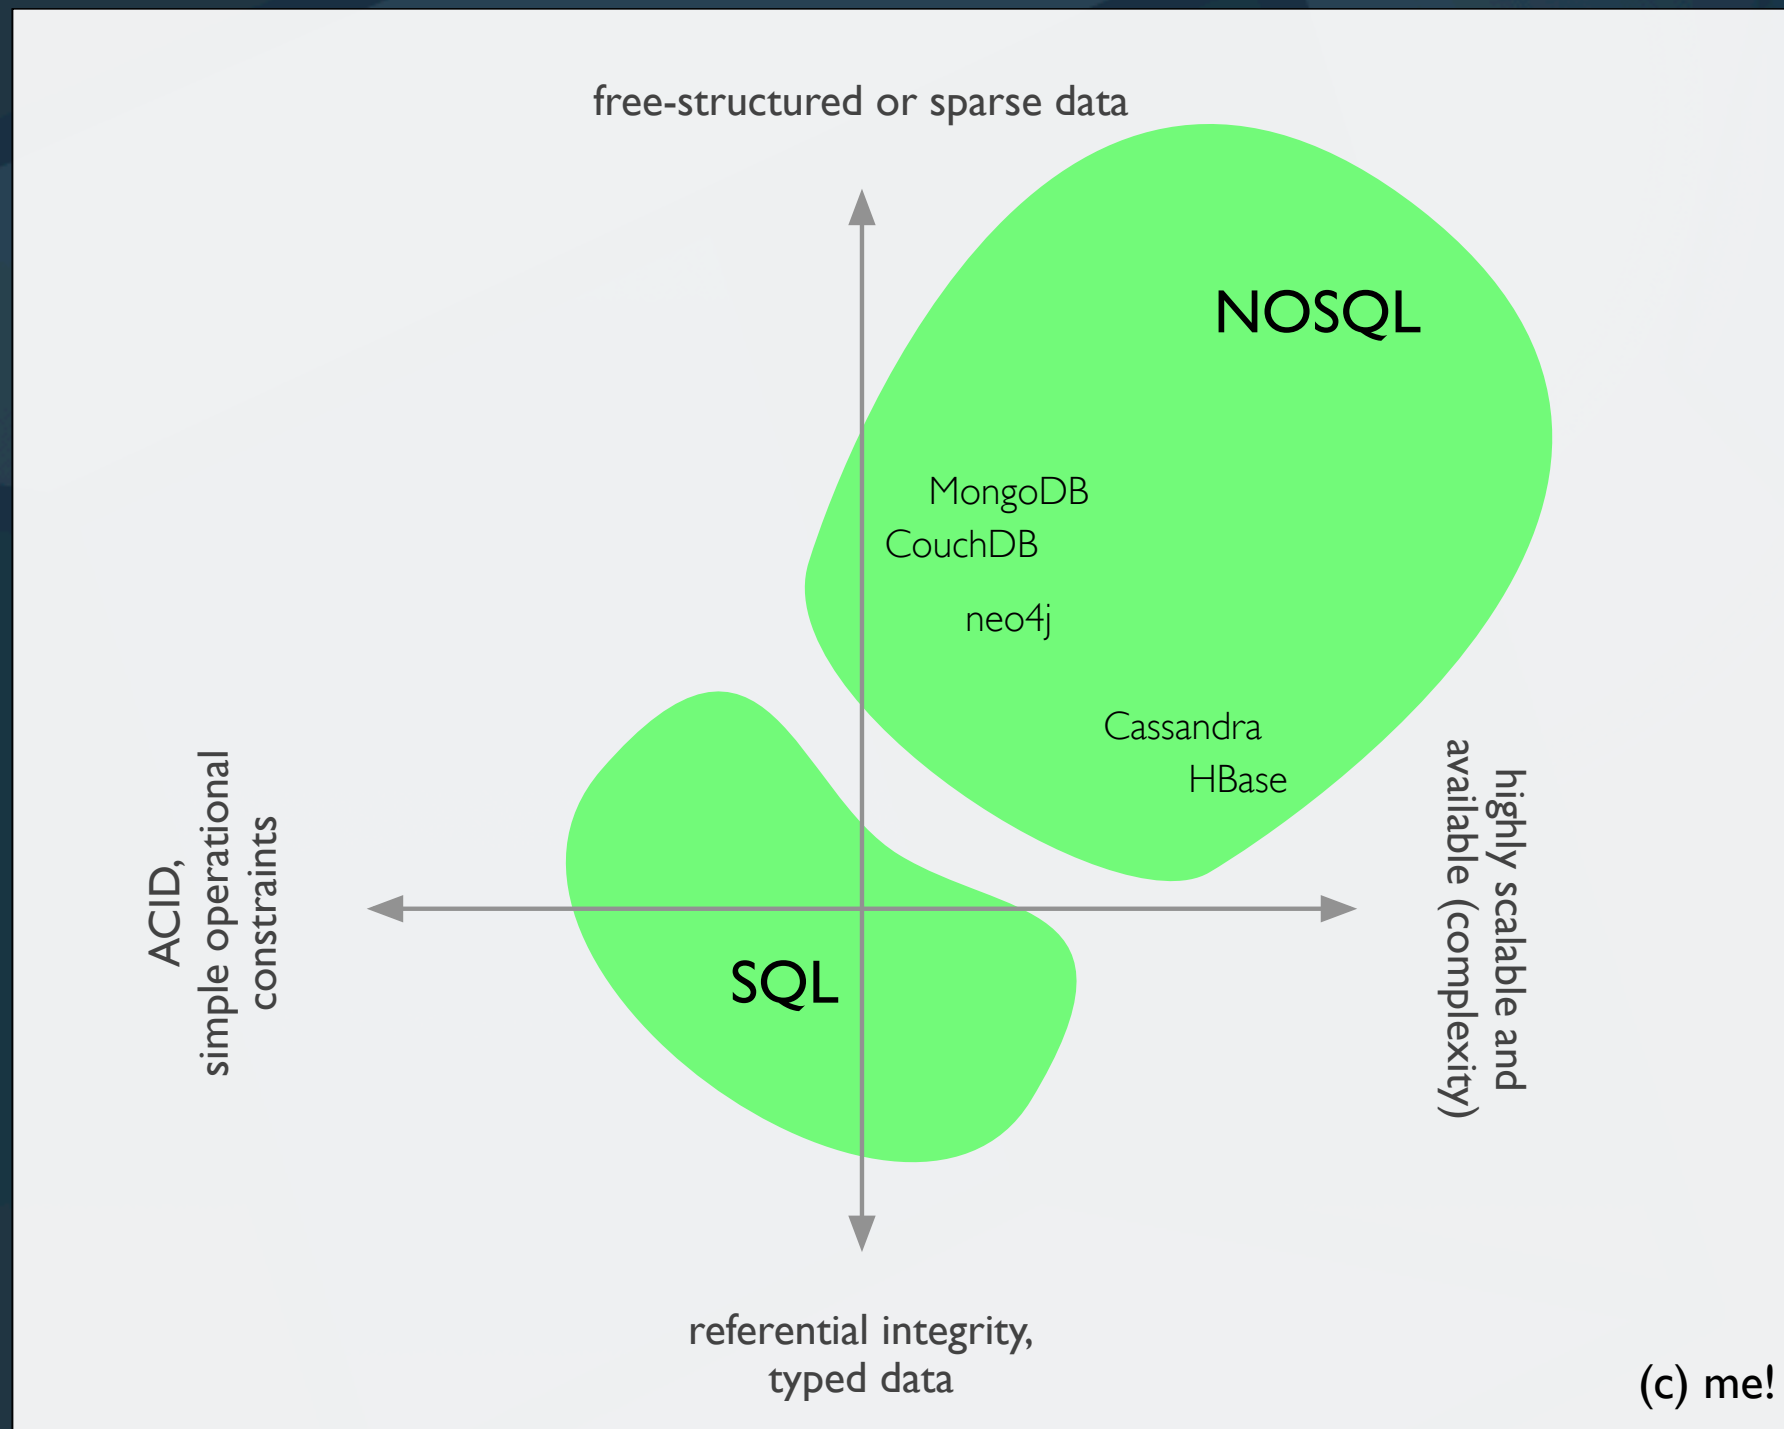 free-structured or sparse data
NOSQL
MongoDB
CouchDB
neo4j
Cassandra
HBase
ACID,
simple operational
constraints
highly scalable and
available (complexity)
SQL
referential integrity,
typed data
(c) me!